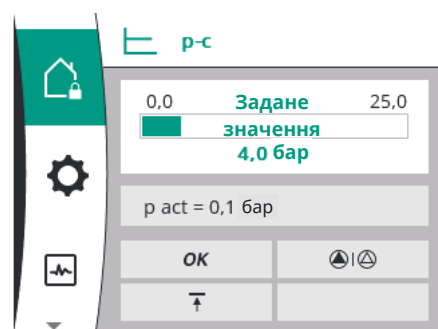 p-c
0,0 Задане 25,0
значення
4,0 бар
p act = 0,1 бар
OK